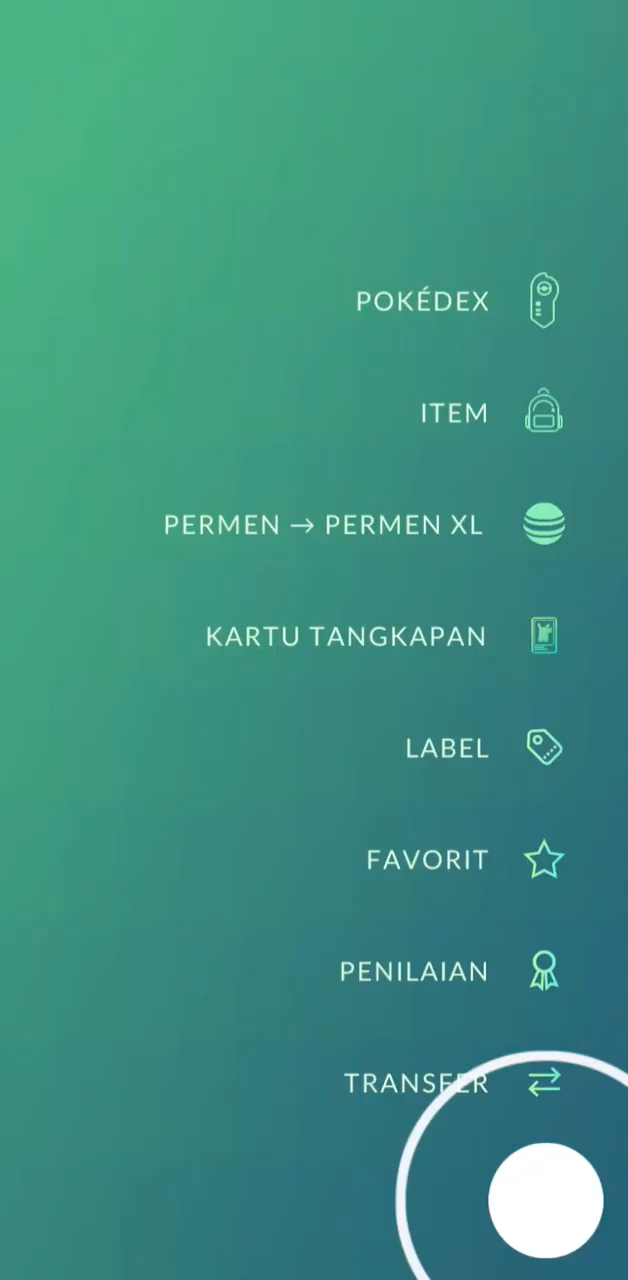 POKÉDEX
ITEM
PERMEN → PERMEN XL
KARTU TANGKAPAN
LABEL
FAVORIT
PENILAIAN
TRANSFER